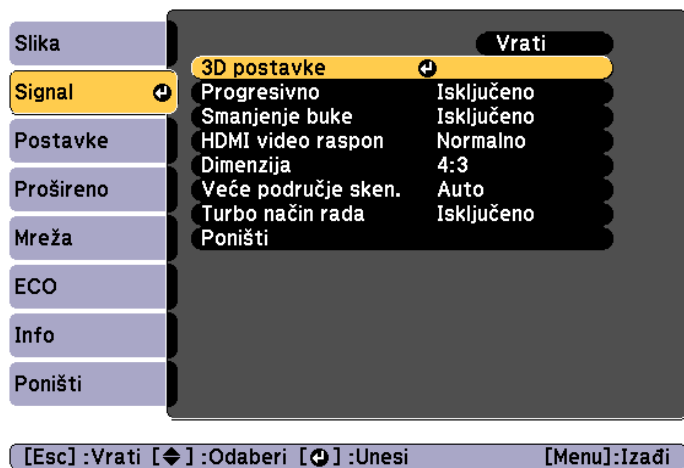 Slika
Signal
Postavke
Prošireno
Mreža
ECO
Info
Poništi
Vrati
3D postavke
Progresivno Isključeno
Smanjenje buke Isključeno
HDMI video raspon Normalno
Dimenzija 4:3
Veće područje sken. Auto
Turbo način rada Isključeno
Poništi
[Esc] :Vrati [◆] :Odaberi [↵] :Unesi [Menu]:Izađi